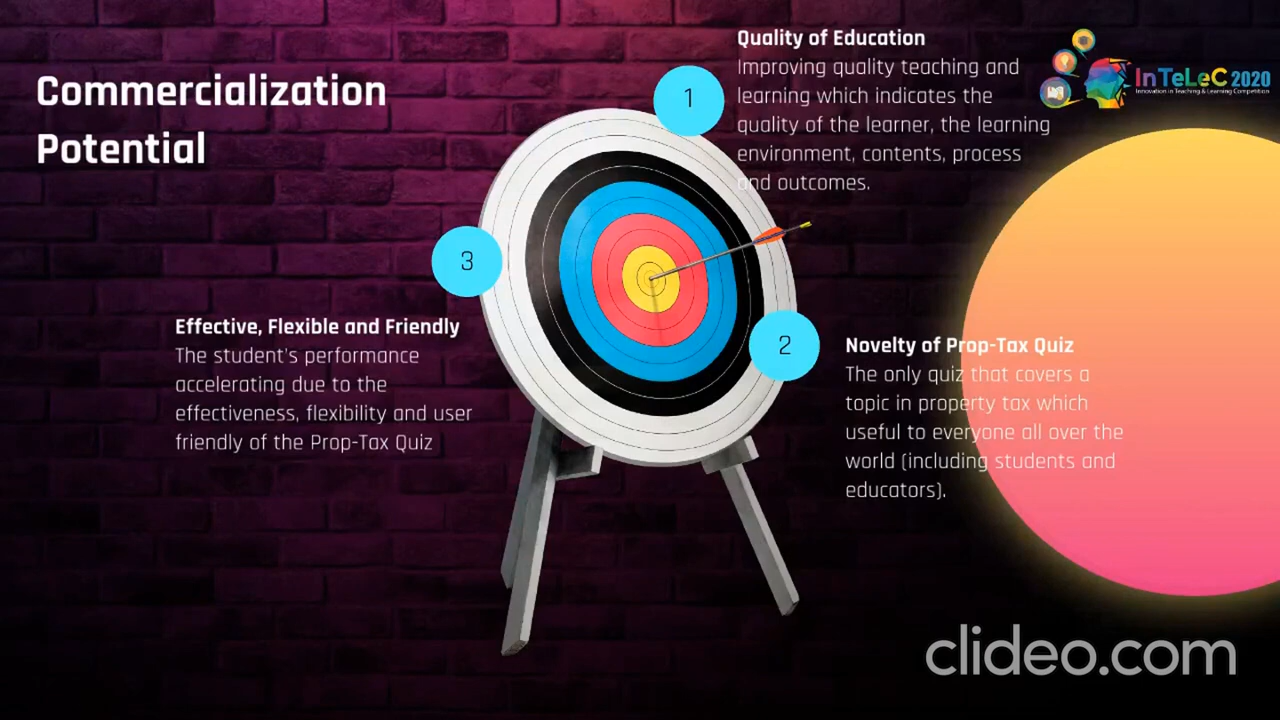 Commercialization
Potential
1
Quality of Education
Improving quality teaching and
learning which indicates the
quality of the learner, the learning
environment, contents, process
and outcomes.
InTeLeC 2020
Innovation in Teaching & Learning Competition
3
Effective, Flexible and Friendly
The student's performance
accelerating due to the
effectiveness, flexibility and user
friendly of the Prop-Tax Quiz
2
Novelty of Prop-Tax Quiz
The only quiz that covers a
topic in property tax which
useful to everyone all over the
world (including students and
educators).
clideo.com